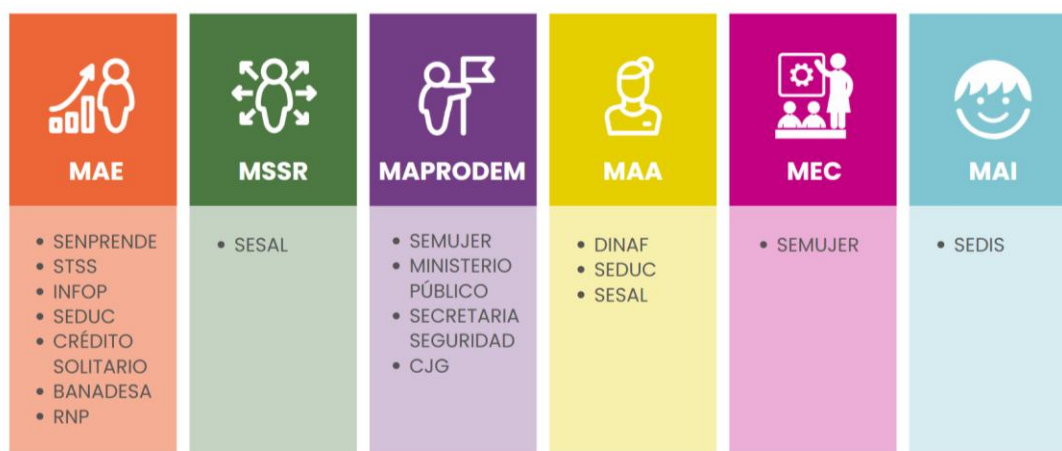 MAE
• SENPRENDE
• STSS
• INFOP
• SEDUC
• CRÉDITO
SOLITARIO
• BANADESA
• RNP
MSSR
• SESAL
MAPRODEM
• SEMUJER
• MINISTERIO
PÚBLICO
• SECRETARIA
SEGURIDAD
• CJG
MAA
• DINAF
• SEDUC
• SESAL
MEC
• SEMUJER
MAI
• SEDIS